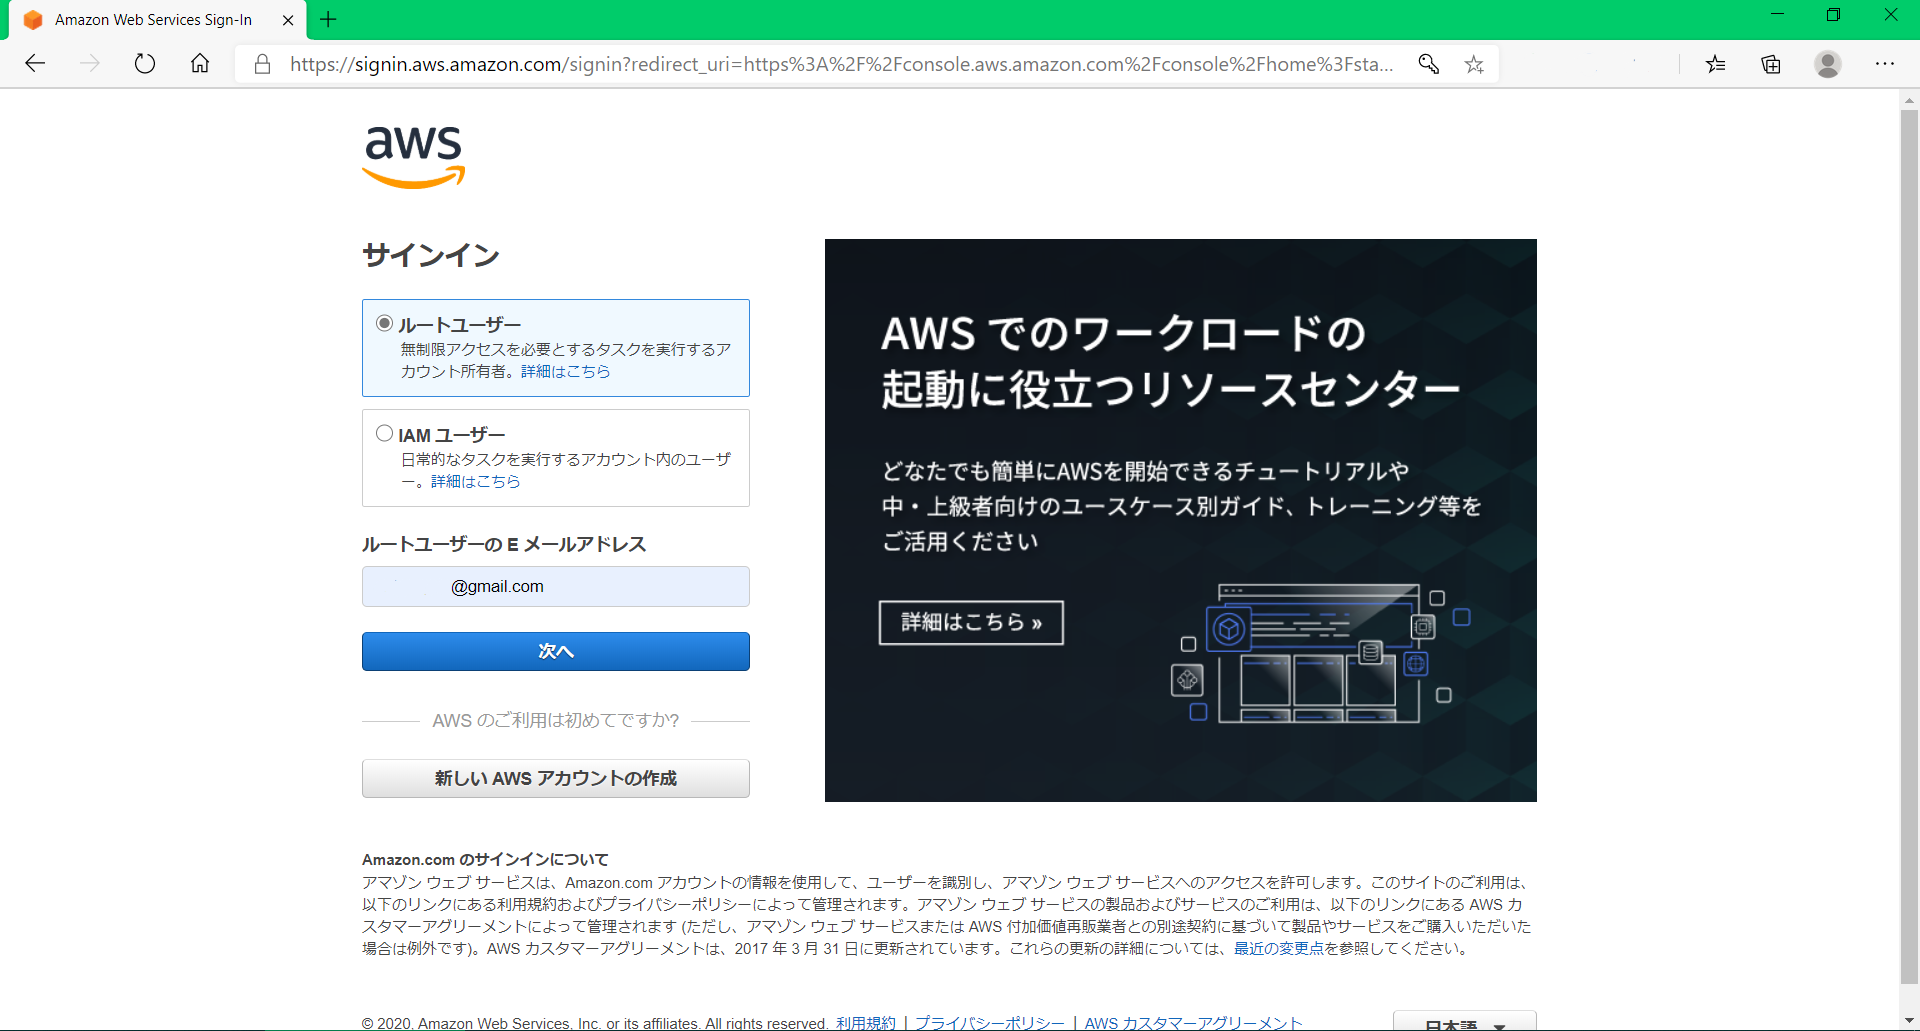 Amazon Web Services Sign-In
https://signin.aws.amazon.com/signin?redirect_uri=https%3A%2F%2Fconsole.aws.amazon.com%2Fconsole%2Fhome%3Fsta...
aws
サインイン
ルートユーザー
無制限アクセスを必要とするタスクを実行するア
カウント所有者。詳細はこちら
IAM ユーザー
日常的なタスクを実行するアカウント内のユーザ
ー。詳細はこちら
ルートユーザーの E メールアドレス
@gmail.com
次へ
AWS のご利用は初めてですか?
新しい AWS アカウントの作成
AWS でのワークロードの
起動に役立つリソースセンター
どなたでも簡単にAWSを開始できるチュートリアルや
中・上級者向けのユースケース別ガイド、トレーニング等を
ご活用ください
詳細はこちら »
Amazon.com のサインインについて
アマゾン ウェブ サービスは、Amazon.com アカウントの情報を使用して、ユーザーを識別し、アマゾン ウェブ サービスへのアクセスを許可します。このサイトのご利用は、
以下のリンクにある利用規約およびプライバシーポリシーによって管理されます。アマゾン ウェブ サービスの製品およびサービスのご利用は、以下のリンクにある AWS カ
スタマーアグリーメントによって管理されます (ただし、アマゾン ウェブ サービスまたは AWS 付加価値再販業者との別途契約に基づいて製品やサービスをご購入いただいた
場合は例外です)。AWS カスタマーアグリーメントは、2017 年 3 月 31 日に更新されています。これらの更新の詳細については、最近の変更点を参照してください。
© 2020, Amazon Web Services, Inc. or its affiliates. All rights reserved. 利用規約 | プライバシーポリシー | AWS カスタマーアグリーメント
日本語